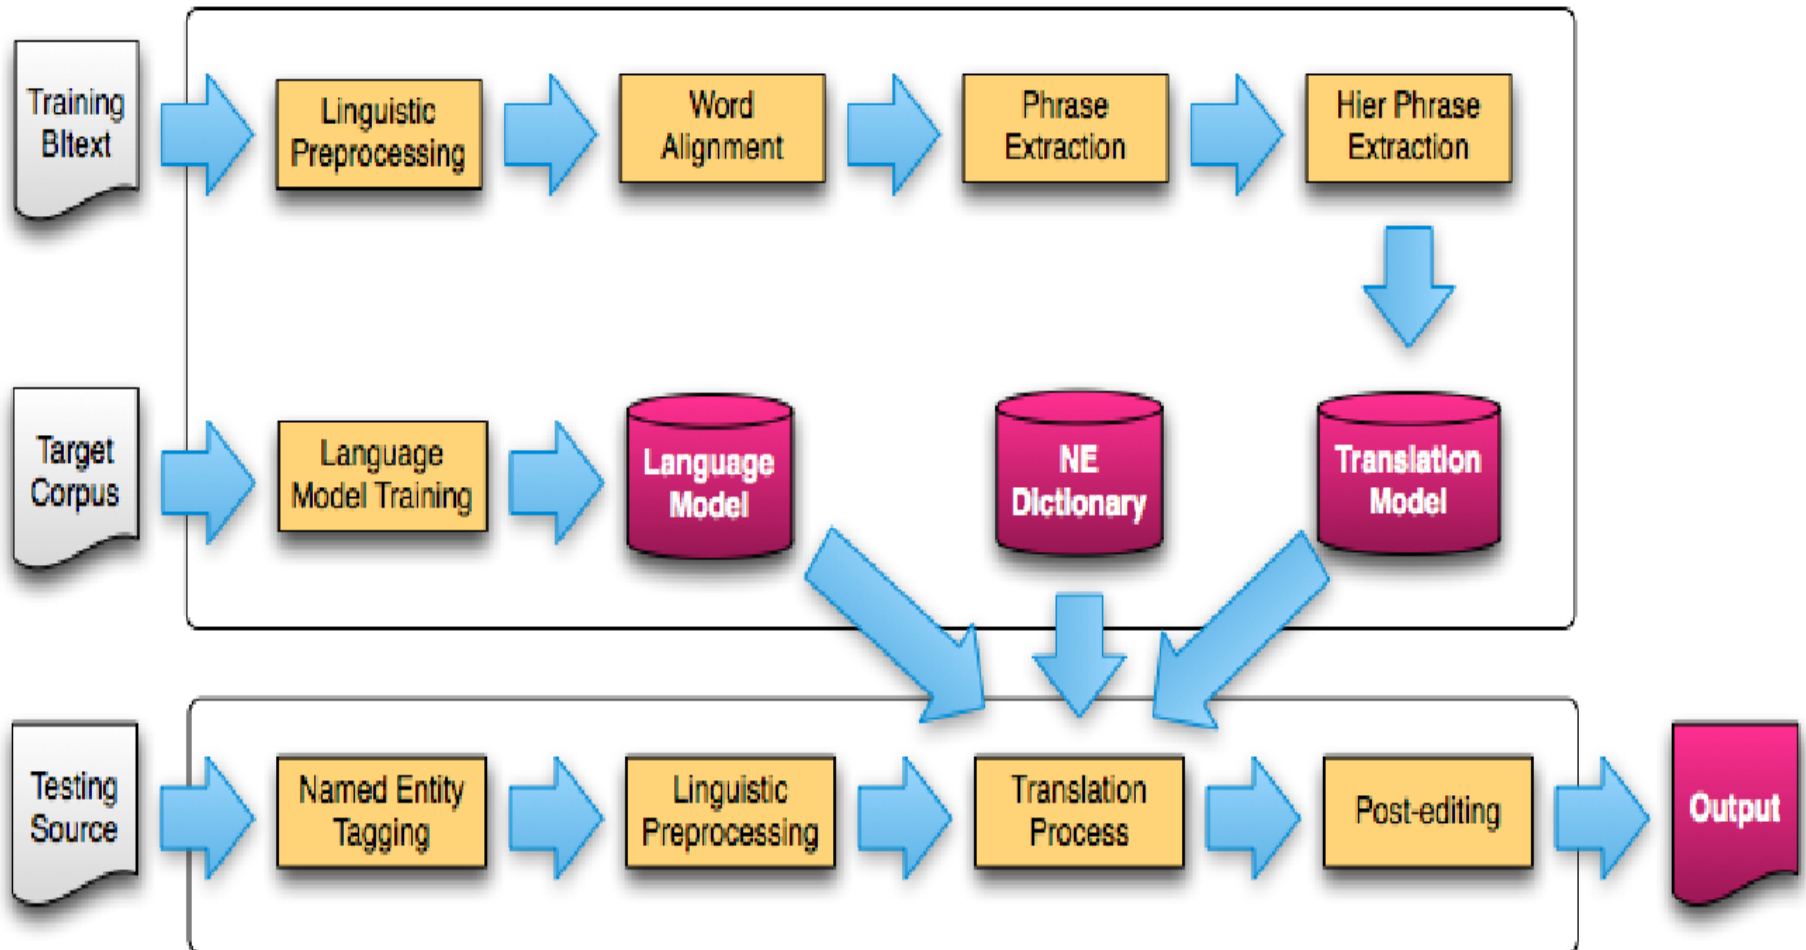 Training
BItext
Linguistic
Preprocessing
Word
Alignment
Phrase
Extraction
Hier Phrase
Extraction
Target
Corpus
Language
Model Training
Language
Model
NE
Dictionary
Translation
Model
Testing
Source
Named Entity
Tagging
Linguistic
Preprocessing
Translation
Process
Post-editing
Output